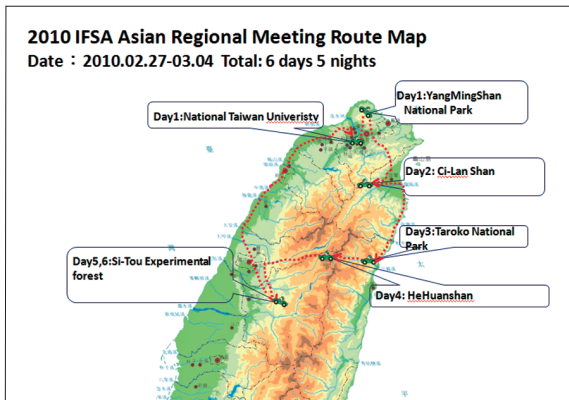 2010 IFSA Asian Regional Meeting Route Map
Date：2010.02.27-03.04 Total: 6 days 5 nights
Day1:YangMingShan
National Park
Day1:National Taiwan Univeristy
Day2: Ci-Lan Shan
Day3:Taroko National
Park
Day5,6:Si-Tou Experimental
forest
Day4: HeHuanshan